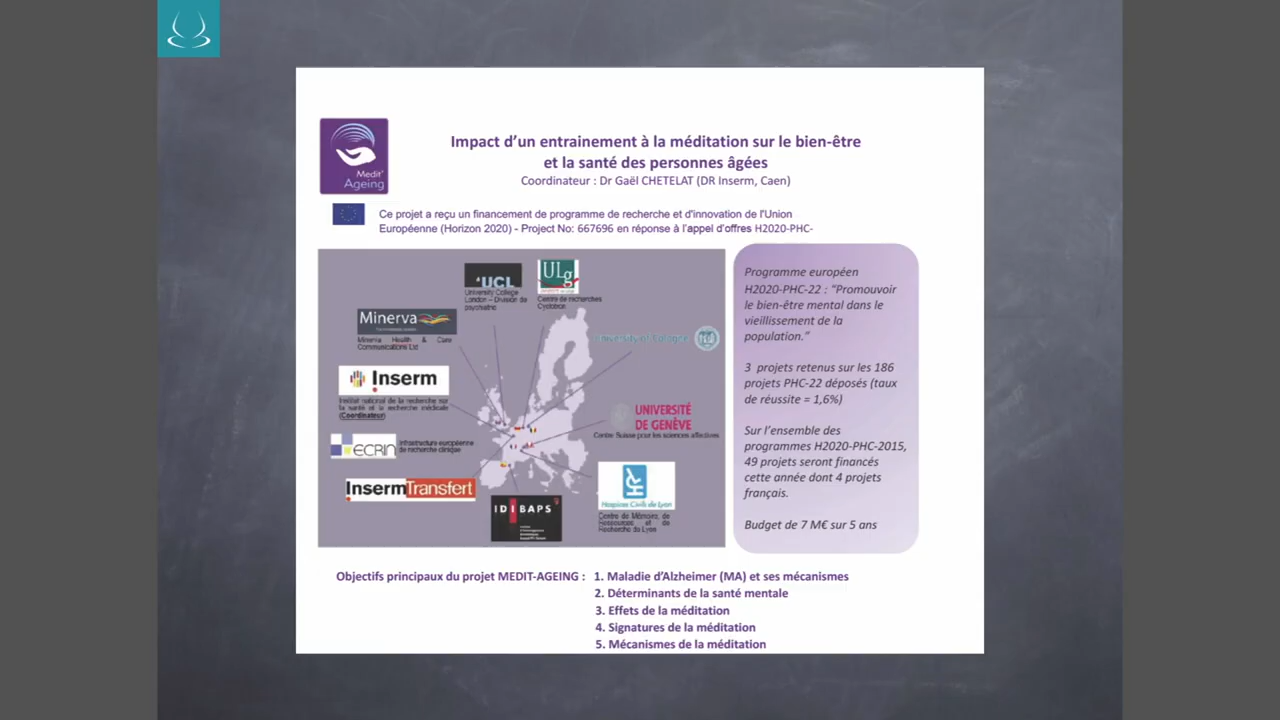 Medit'
Ageing
Impact d'un entrainement à la méditation sur le bien-être
et la santé des personnes âgées
Coordinateur : Dr Gaël CHETELAT (DR Inserm, Caen)
Ce projet a reçu un financement de programme de recherche et d'innovation de l'Union
Européenne (Horizon 2020) - Project No: 667696 en réponse à l'appel d'offres H2020-PHC-
UCL
University College
London – Division de
psychiatrie
ULg
Centre de recherches
Cyclotron
Minerva
Minerva Health & Care
Communications Ltd
University of Cologne
Inserm
Institut national de la recherche sur
la santé et la recherche médicale
(Coordinateur)
UNIVERSITÉ
DE GENÈVE
Centre Suisse pour les sciences affectives
ECRIN
Infrastructure européenne
de recherche clinique
InsermTransfert
IDIBAPS
Hospices Civils de Lyon
Centre de Mémoire, de
Ressources et de
Recherche de Lyon
Programme européen
H2020-PHC-22 : "Promouvoir
le bien-être mental dans le
vieillissement de la
population."
3 projets retenus sur les 186
projets PHC-22 déposés (taux
de réussite = 1,6%)
Sur l'ensemble des
programmes H2020-PHC-2015,
49 projets seront financés
cette année dont 4 projets
français.
Budget de 7 M€ sur 5 ans
Objectifs principaux du projet MEDIT-AGEING : 1. Maladie d'Alzheimer (MA) et ses mécanismes
2. Déterminants de la santé mentale
3. Effets de la méditation
4. Signatures de la méditation
5. Mécanismes de la méditation